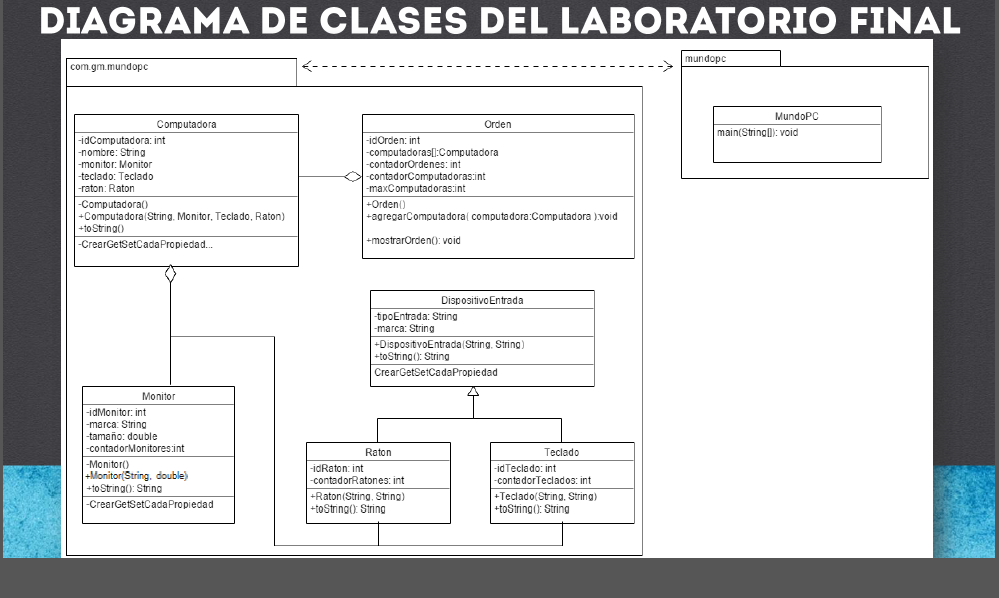 DIAGRAMA DE CLASES DEL LABORATORIO FINAL
com.gm.mundopc
mundopc
MundoPC
main(String[]): void
Computadora
-idComputadora: int
-nombre: String
-monitor: Monitor
-teclado: Teclado
-raton: Raton
-Computadora()
+Computadora(String, Monitor, Teclado, Raton)
+toString()
-CrearGetSetCadaPropiedad...
Orden
-idOrden: int
-computadoras[]:Computadora
-contadorOrdenes: int
-contadorComputadoras:int
-maxComputadoras:int
+Orden()
+agregarComputadora( computadora:Computadora ):void
+mostrarOrden(): void
DispositivoEntrada
-tipoEntrada: String
-marca: String
+DispositivoEntrada(String, String)
+toString(): String
CrearGetSetCadaPropiedad
Monitor
-idMonitor: int
-marca: String
-tamaño: double
-contadorMonitores:int
-Monitor()
+Monitor(String, double)
+toString(): String
-CrearGetSetCadaPropiedad
Raton
-idRaton: int
-contadorRatones: int
+Raton(String, String)
+toString(): String
Teclado
-idTeclado: int
-contadorTeclados: int
+Teclado(String, String)
+toString(): String